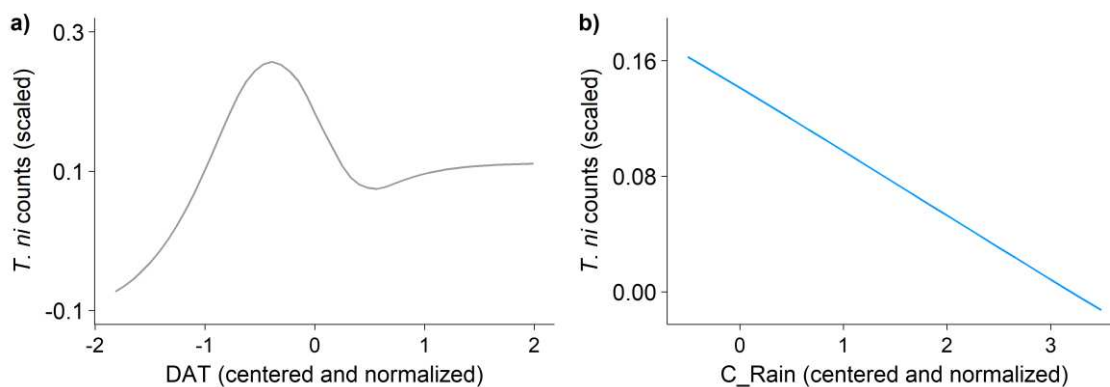 a)
0.3
0.1
-0.1
T. ni counts (scaled)
-2 -1 0 1 2
DAT (centered and normalized)
b)
0.16
0.08
0.00
T. ni counts (scaled)
0 1 2 3
C_Rain (centered and normalized)